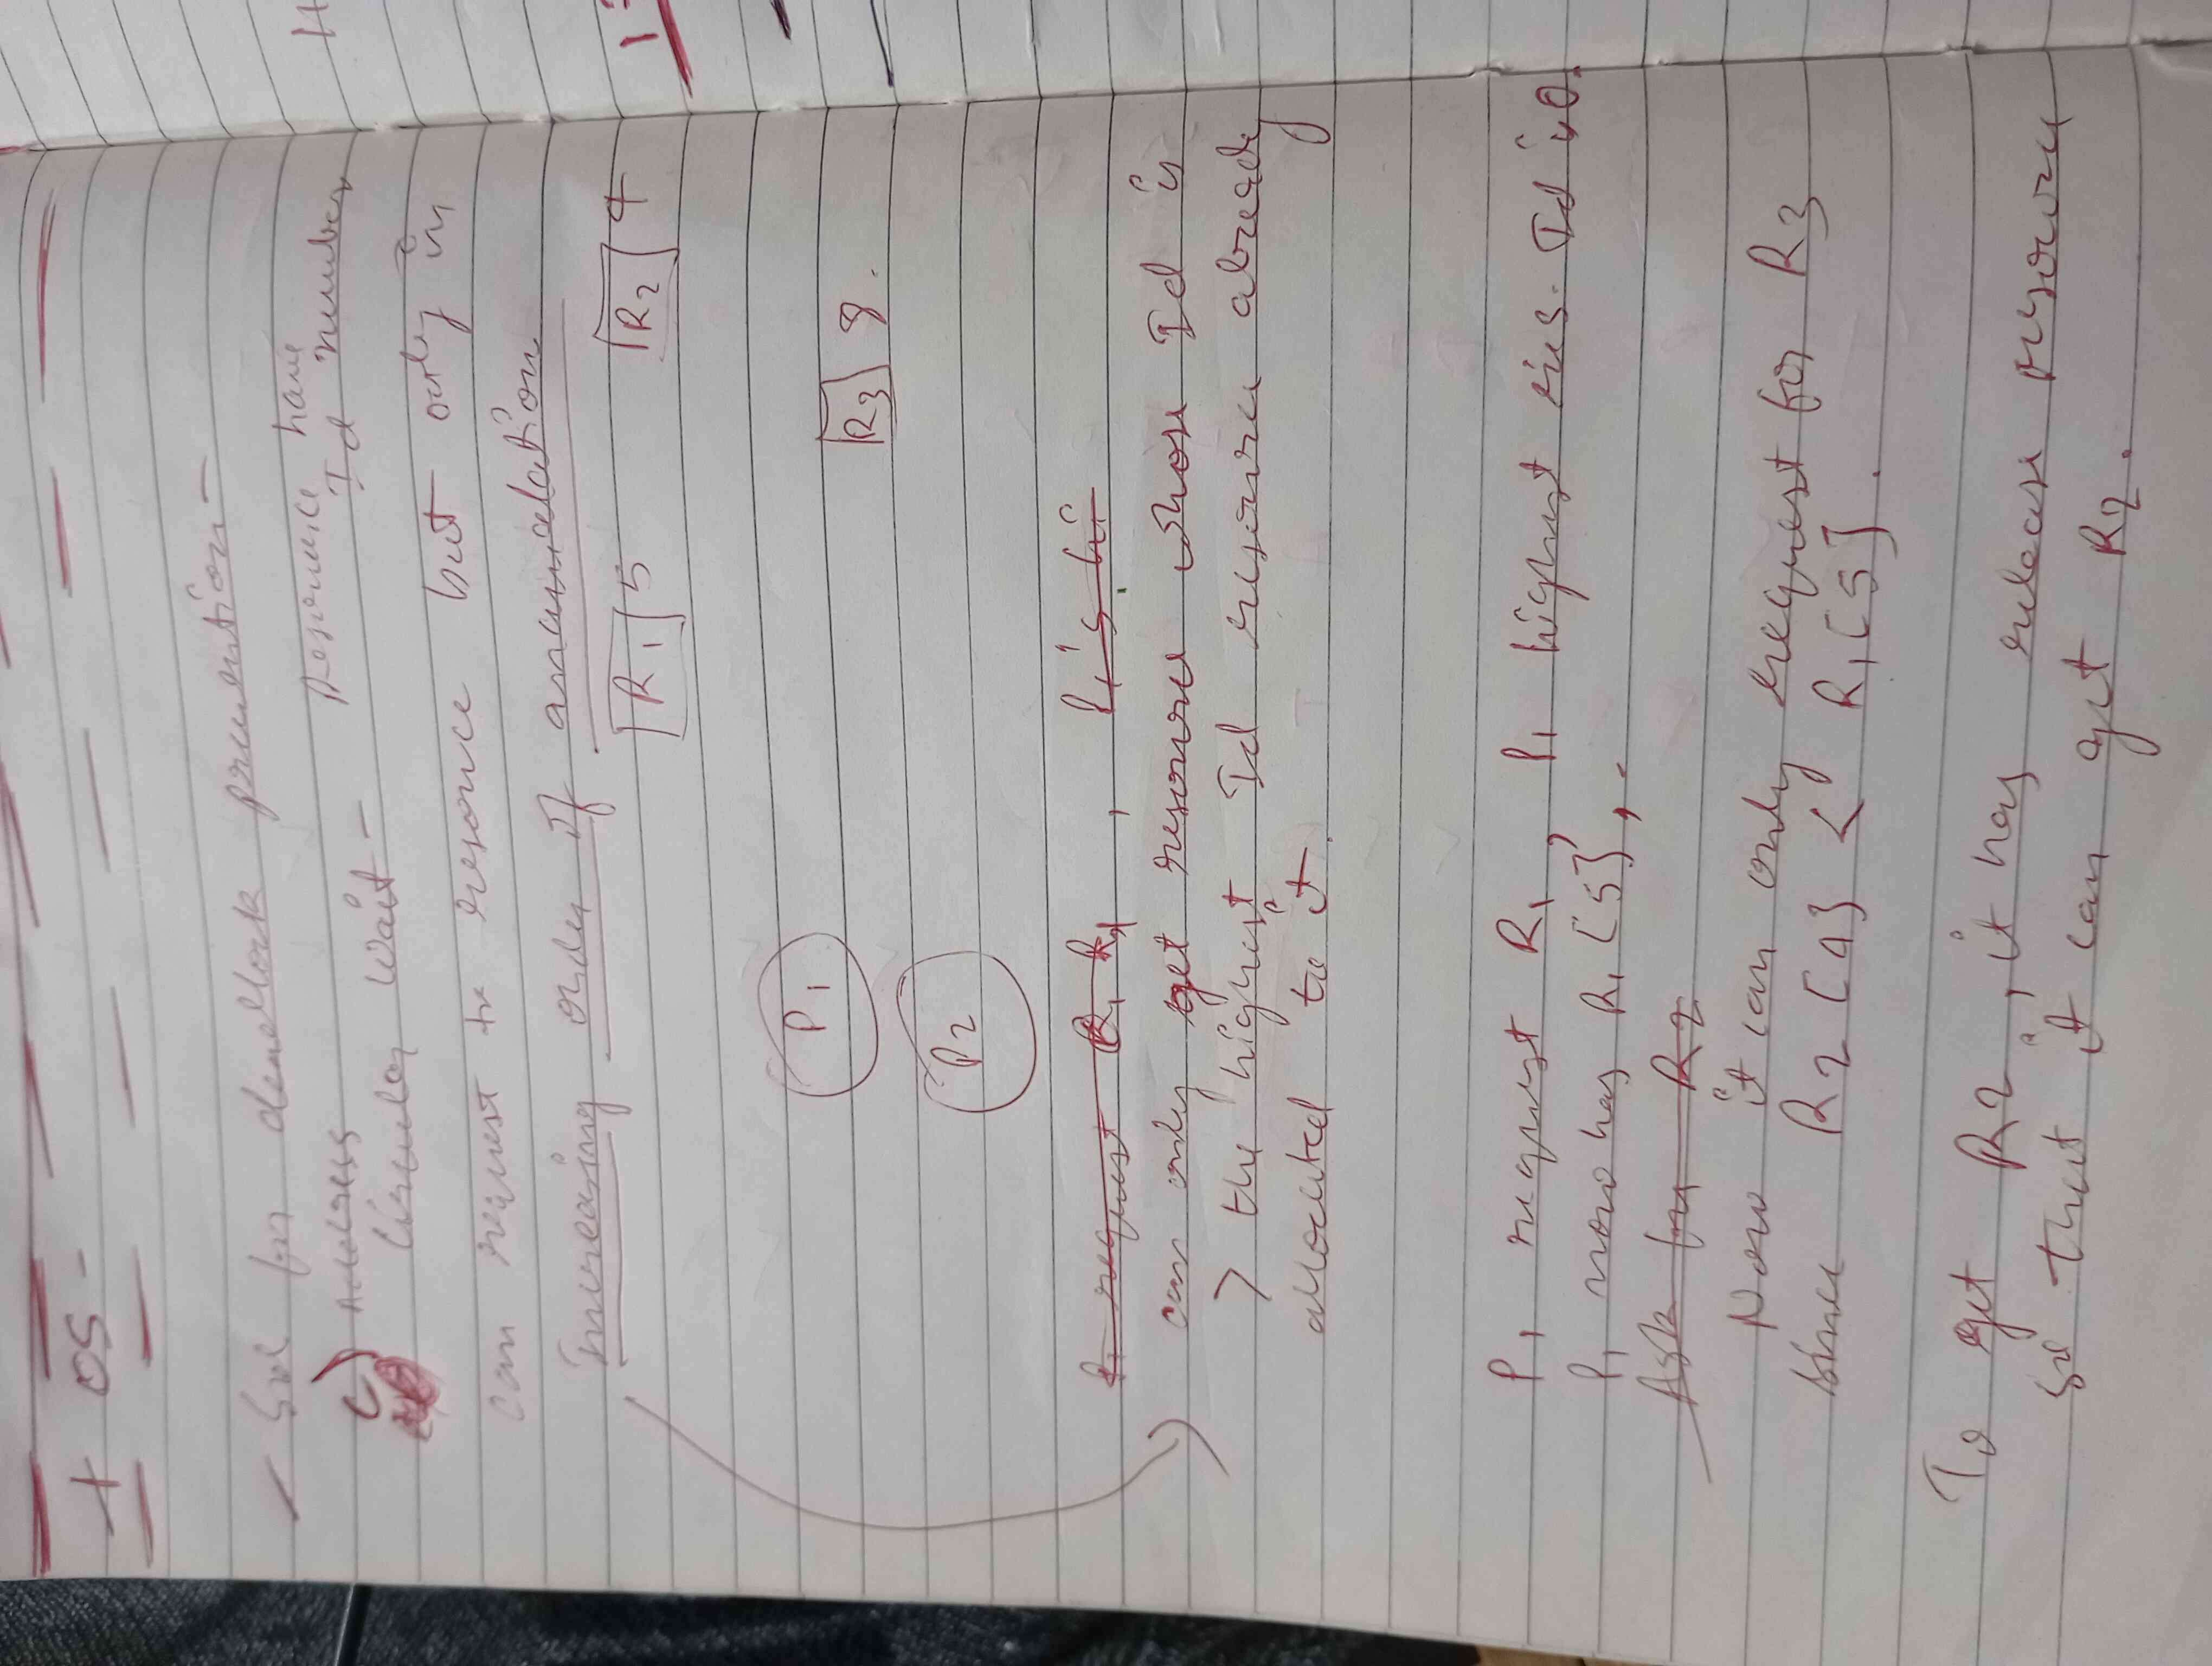 + OS -
- Sol for deadlock prevention -
c) Address
Circular Wait - Resource have
Id number
can request to resource but only in
Increasing order of
R1 5 R2 4
P1
R3 8.
P2
P1 request R1 , P1's hi
can only get resource whose Id is
> the highest Id resource already
allocated to it.
P1 request R1, P1 highest res. Id is 0.
P1 now has R1 [5],
Ask for R2
Now it can only request for R3
Since R2 [4] < R1 [5].
To get R2, it has release resource
so that it can get R2.